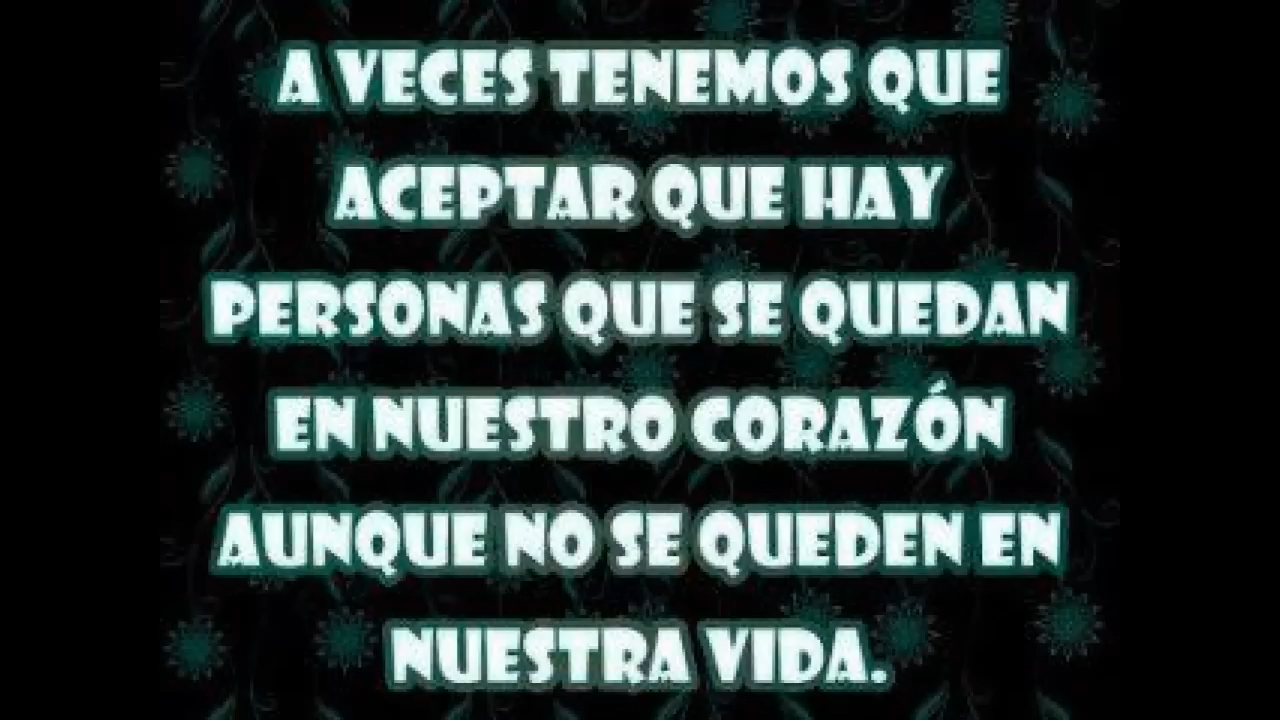 A VECES TENEMOS QUE
ACEPTAR QUE HAY
PERSONAS QUE SE QUEDAN
EN NUESTRO CORAZÓN
AUNQUE NO SE QUEDEN EN
NUESTRA VIDA.